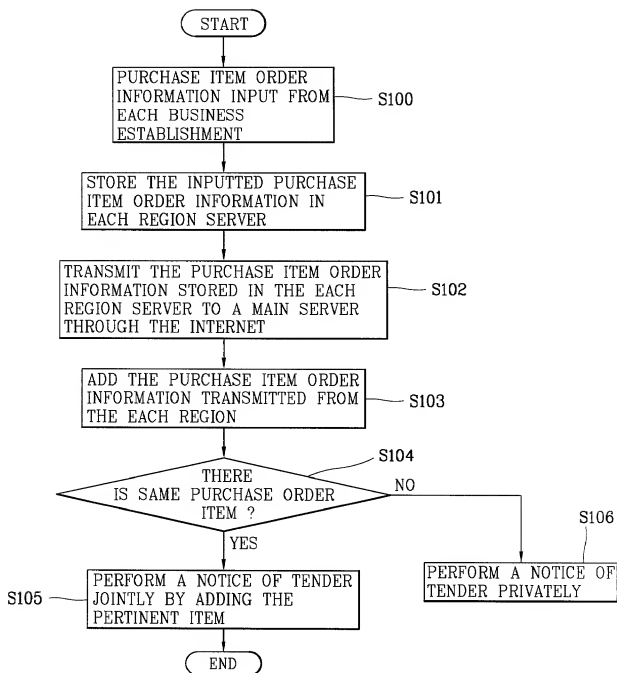 START
PURCHASE ITEM ORDER
INFORMATION INPUT FROM
EACH BUSINESS
ESTABLISHMENT
S100
STORE THE INPUTTED PURCHASE
ITEM ORDER INFORMATION IN
EACH REGION SERVER
S101
TRANSMIT THE PURCHASE ITEM ORDER
INFORMATION STORED IN THE EACH
REGION SERVER TO A MAIN SERVER
THROUGH THE INTERNET
S102
ADD THE PURCHASE ITEM ORDER
INFORMATION TRANSMITTED FROM
THE EACH REGION
S103
S104
THERE
IS SAME PURCHASE ORDER
ITEM ?
NO
YES
S106
PERFORM A NOTICE OF
TENDER PRIVATELY
S105
PERFORM A NOTICE OF TENDER
JOINTLY BY ADDING THE
PERTINENT ITEM
END